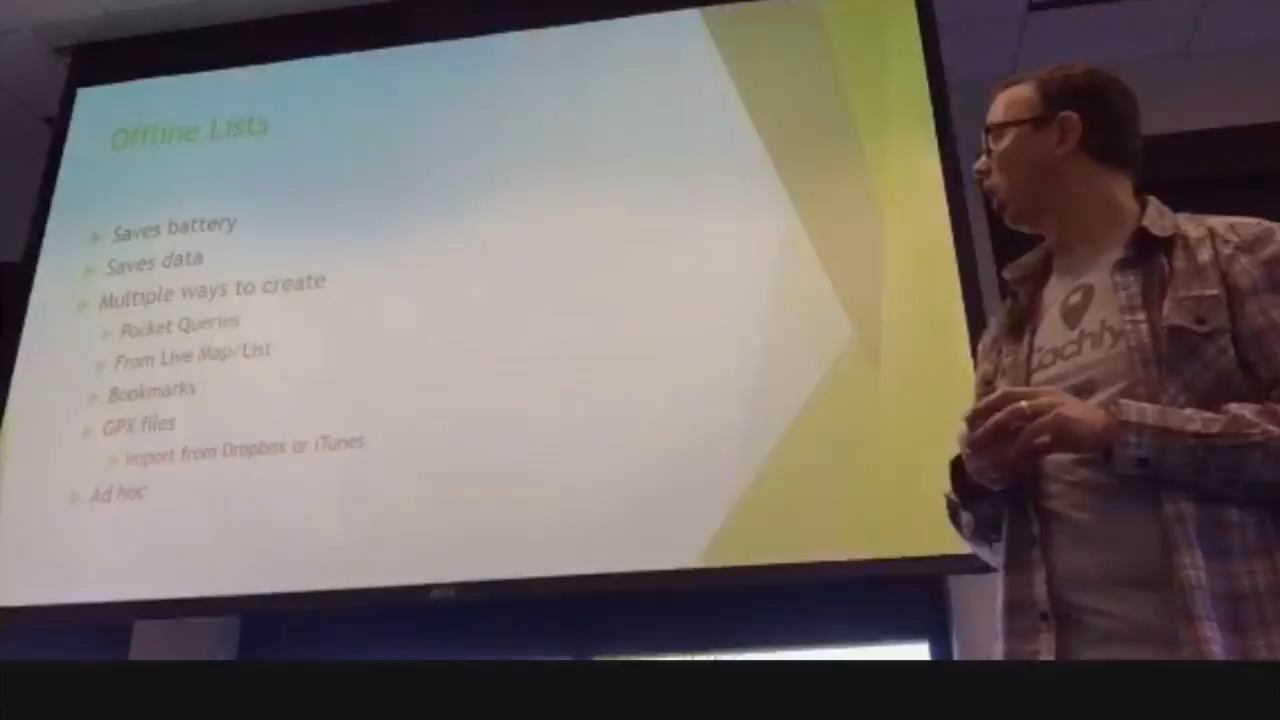 Offline Lists
Saves battery
Saves data
Multiple ways to create
Pocket Queries
From Live Map/List
Bookmarks
GPX files
Import from Dropbox or iTunes
Ad hoc
Cachly